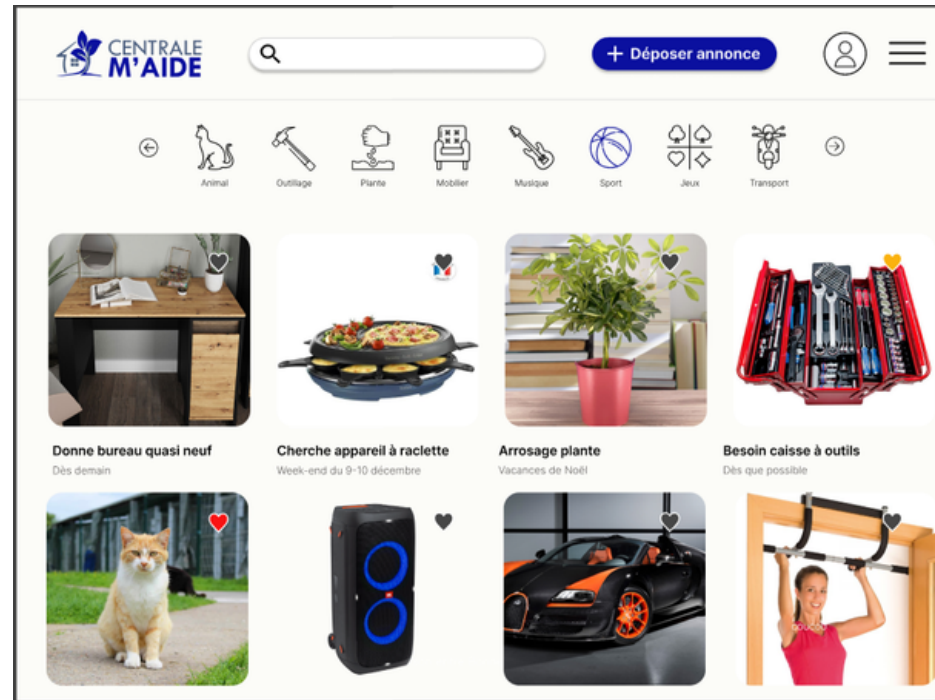 CENTRALE
M'AIDE
+ Déposer annonce
Animal
Outillage
Plante
Mobilier
Musique
Sport
Jeux
Transport
Donne bureau quasi neuf
Dès demain
Cherche appareil à raclette
Week-end du 9-10 décembre
Arrosage plante
Vacances de Noël
Besoin caisse à outils
Dès que possible